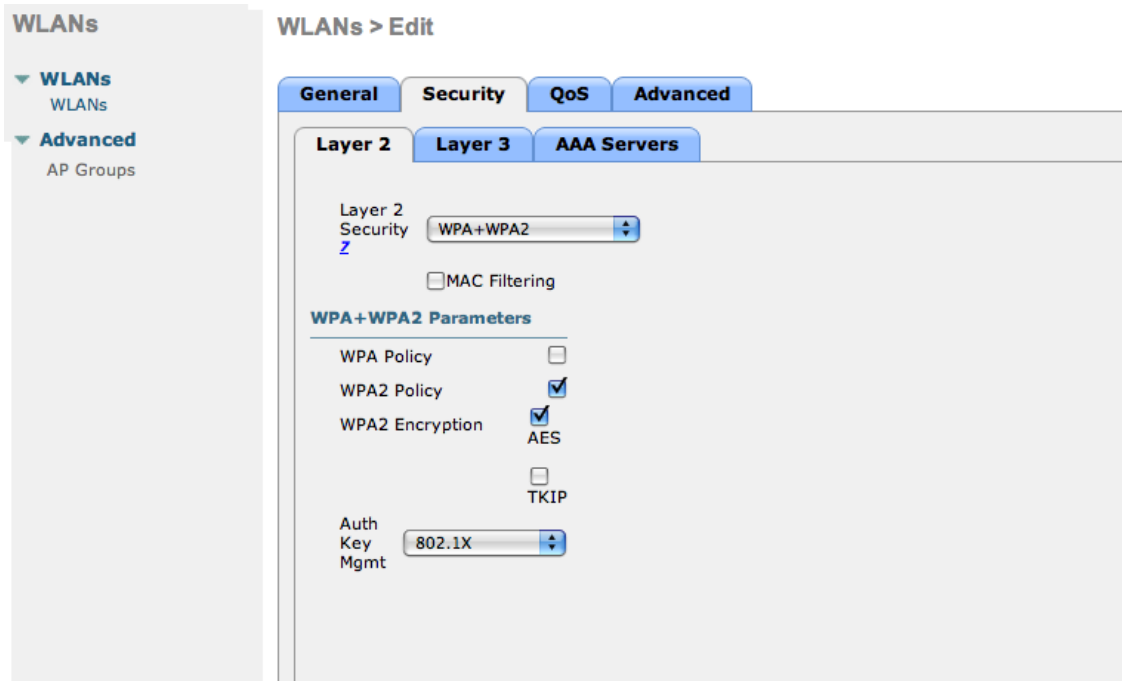 WLANs
WLANs
WLANs
Advanced
AP Groups
WLANs > Edit
General Security QoS Advanced
Layer 2 Layer 3 AAA Servers
Layer 2
Security
7
WPA+WPA2
MAC Filtering
WPA+WPA2 Parameters
WPA Policy
WPA2 Policy
WPA2 Encryption
AES
TKIP
Auth
Key
Mgmt
802.1X